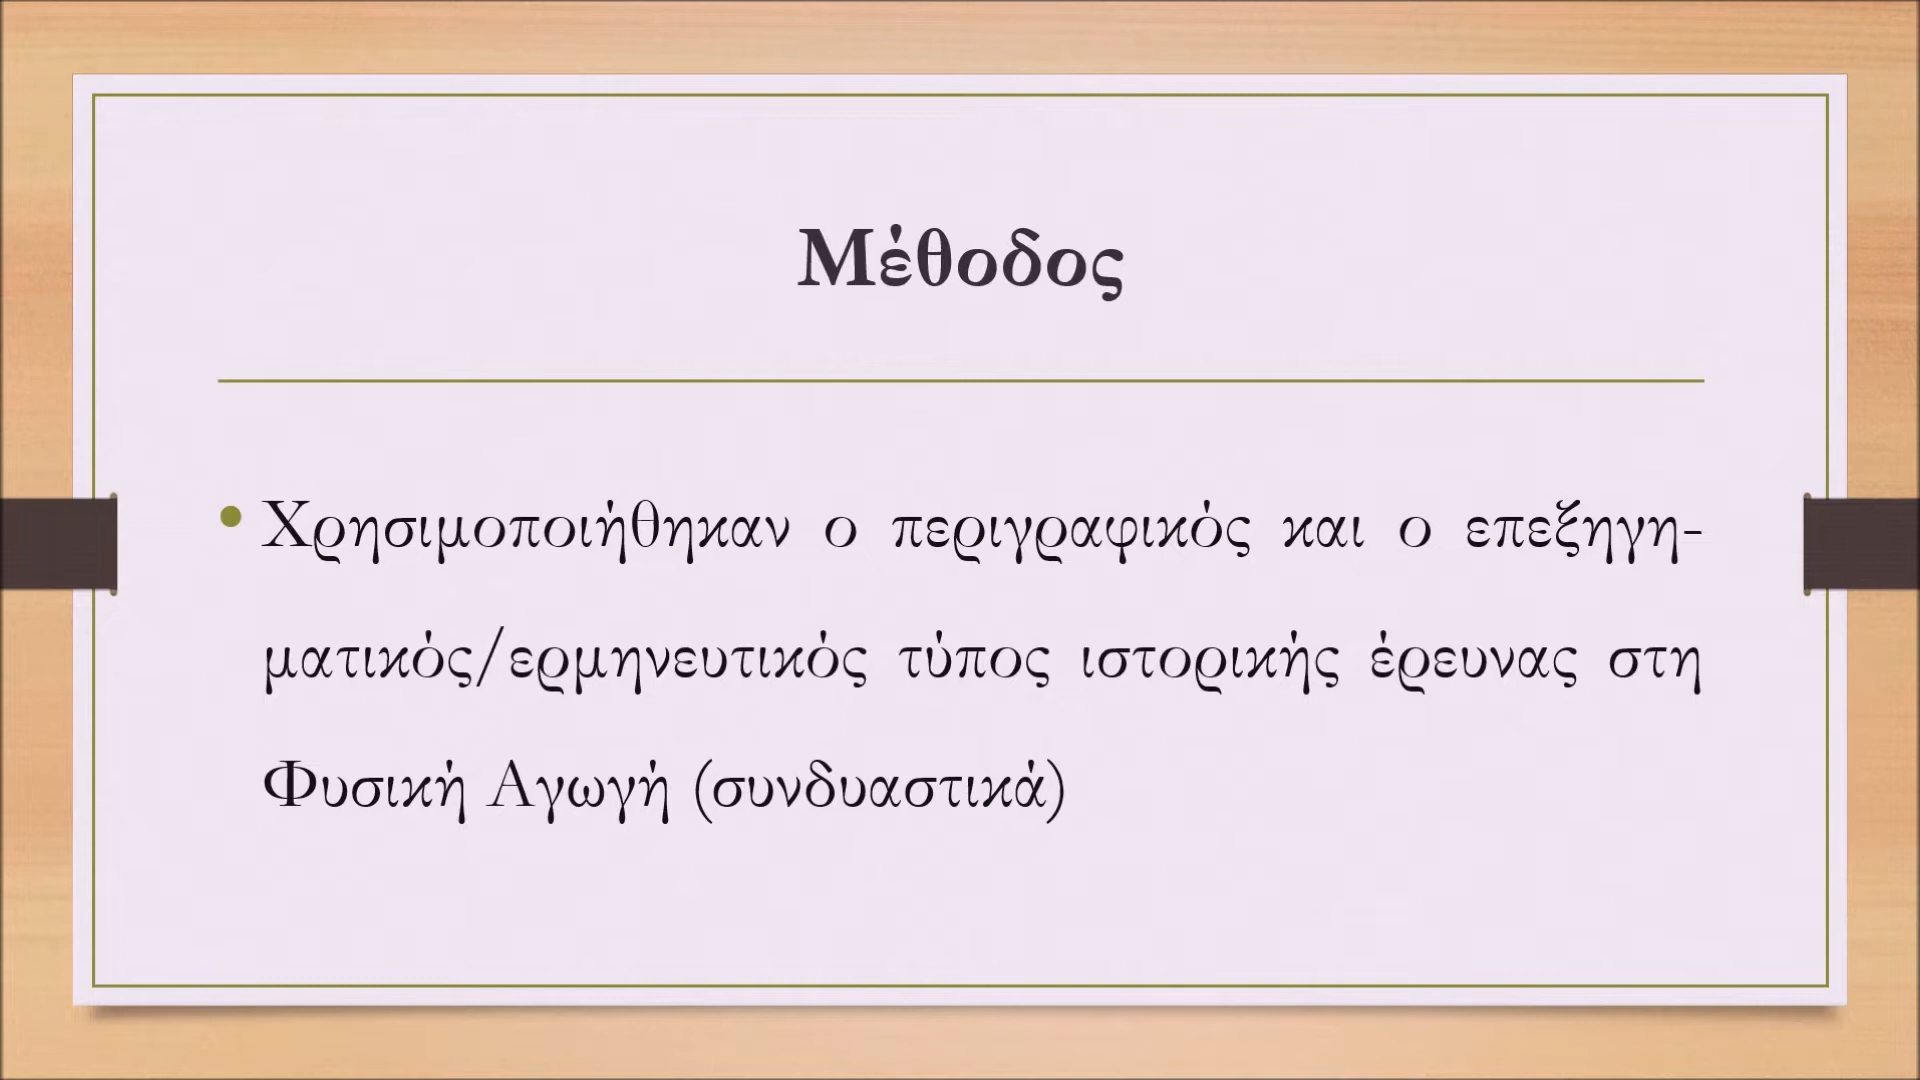 Μέθοδος
• Χρησιμοποιήθηκαν ο περιγραφικός και ο επεξηγη-
ματικός/ερμηνευτικός τύπος ιστορικής έρευνας στη
Φυσική Αγωγή (συνδυαστικά)